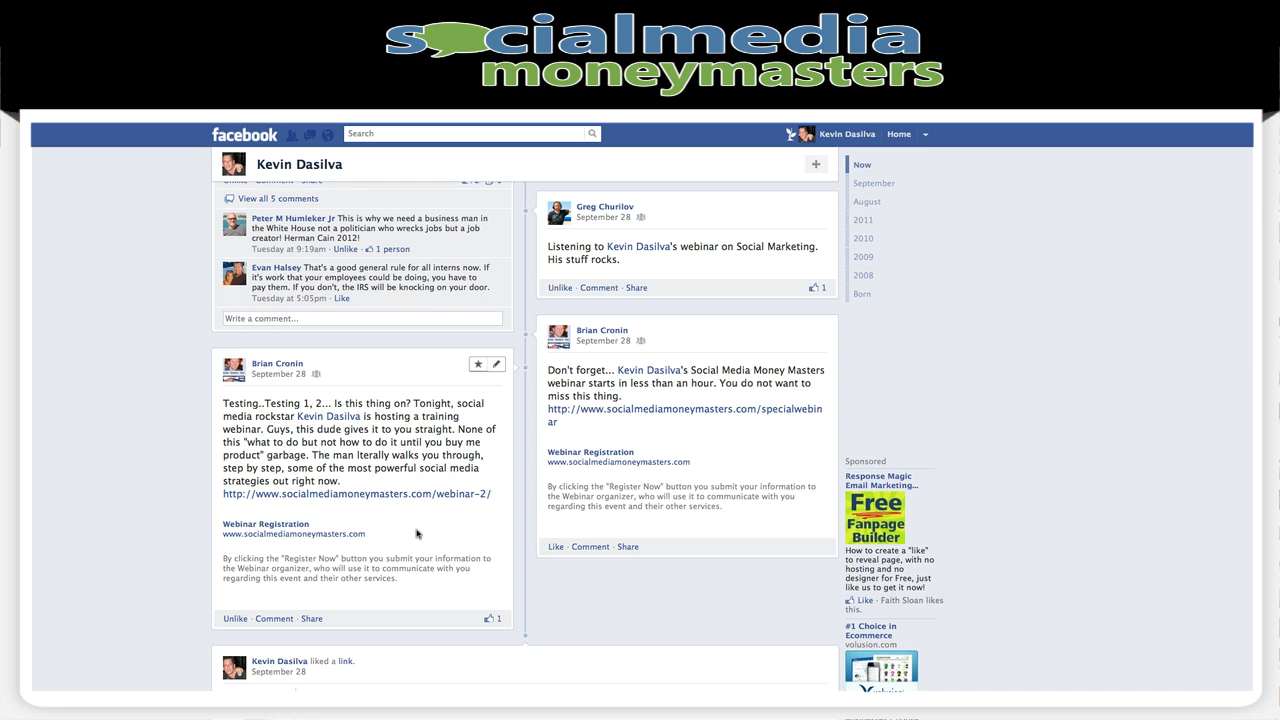 socialmedia
moneymasters
facebook
Search
Kevin Dasilva
Home
Kevin Dasilva
Unlike · Comment · Share
View all 5 comments
Peter M Humleker Jr This is why we need a business man in
the White House not a politician who wrecks jobs but a job
creator! Herman Cain 2012!
Tuesday at 9:19am · Unlike · 1 person
Evan Halsey That's a good general rule for all interns now. If
it's work that your employees could be doing, you have to
pay them. If you don't, the IRS will be knocking on your door.
Tuesday at 5:05pm · Like
Write a comment...
Brian Cronin
September 28
Testing..Testing 1, 2... Is this thing on? Tonight, social
media rockstar Kevin Dasilva is hosting a training
webinar. Guys, this dude gives it to you straight. None of
this "what to do but not how to do it until you buy me
product" garbage. The man lterally walks you through,
step by step, some of the most powerful social media
strategies out right now.
http://www.socialmediamoneymasters.com/webinar-2/
Webinar Registration
www.socialmediamoneymasters.com
By clicking the "Register Now" button you submit your information to
the Webinar organizer, who will use it to communicate with you
regarding this event and their other services.
Unlike · Comment · Share
1
Kevin Dasilva liked a link.
September 28
Greg Churilov
September 28
Listening to Kevin Dasilva's webinar on Social Marketing.
His stuff rocks.
Unlike · Comment · Share
1
Brian Cronin
September 28
Don't forget... Kevin Dasilva's Social Media Money Masters
webinar starts in less than an hour. You do not want to
miss this thing.
http://www.socialmediamoneymasters.com/specialwebin
ar
Webinar Registration
www.socialmediamoneymasters.com
By clicking the "Register Now" button you submit your information to
the Webinar organizer, who will use it to communicate with you
regarding this event and their other services.
Like · Comment · Share
Now
September
August
2011
2010
2009
2008
Born
Sponsored
Response Magic
Email Marketing...
Free
Fanpage
Builder
How to create a "like"
to reveal page, with no
hosting and no
designer for Free, just
like us to get it now!
Like · Faith Sloan likes
this.
#1 Choice in
Ecommerce
volusion.com